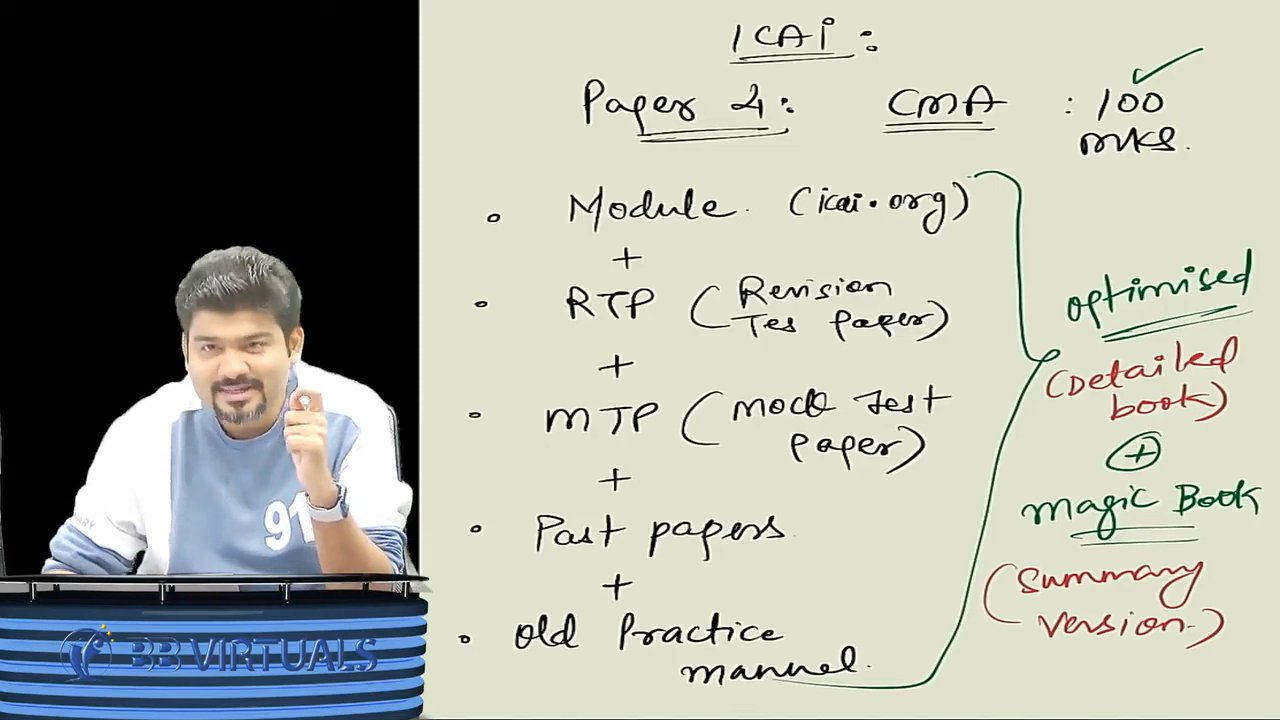 ICAI :
Paper 4 : CMA : 100
mks.
• Module. (icai.org)
+
• RTP (Revision
Tes paper)
+
• MTP (Mock Test
paper)
+
• Past papers
+
• Old Practice
manuel.
optimised
(Detailed
book)
+
Magic Book
(Summary
version.)
91
BB VIRTUALS